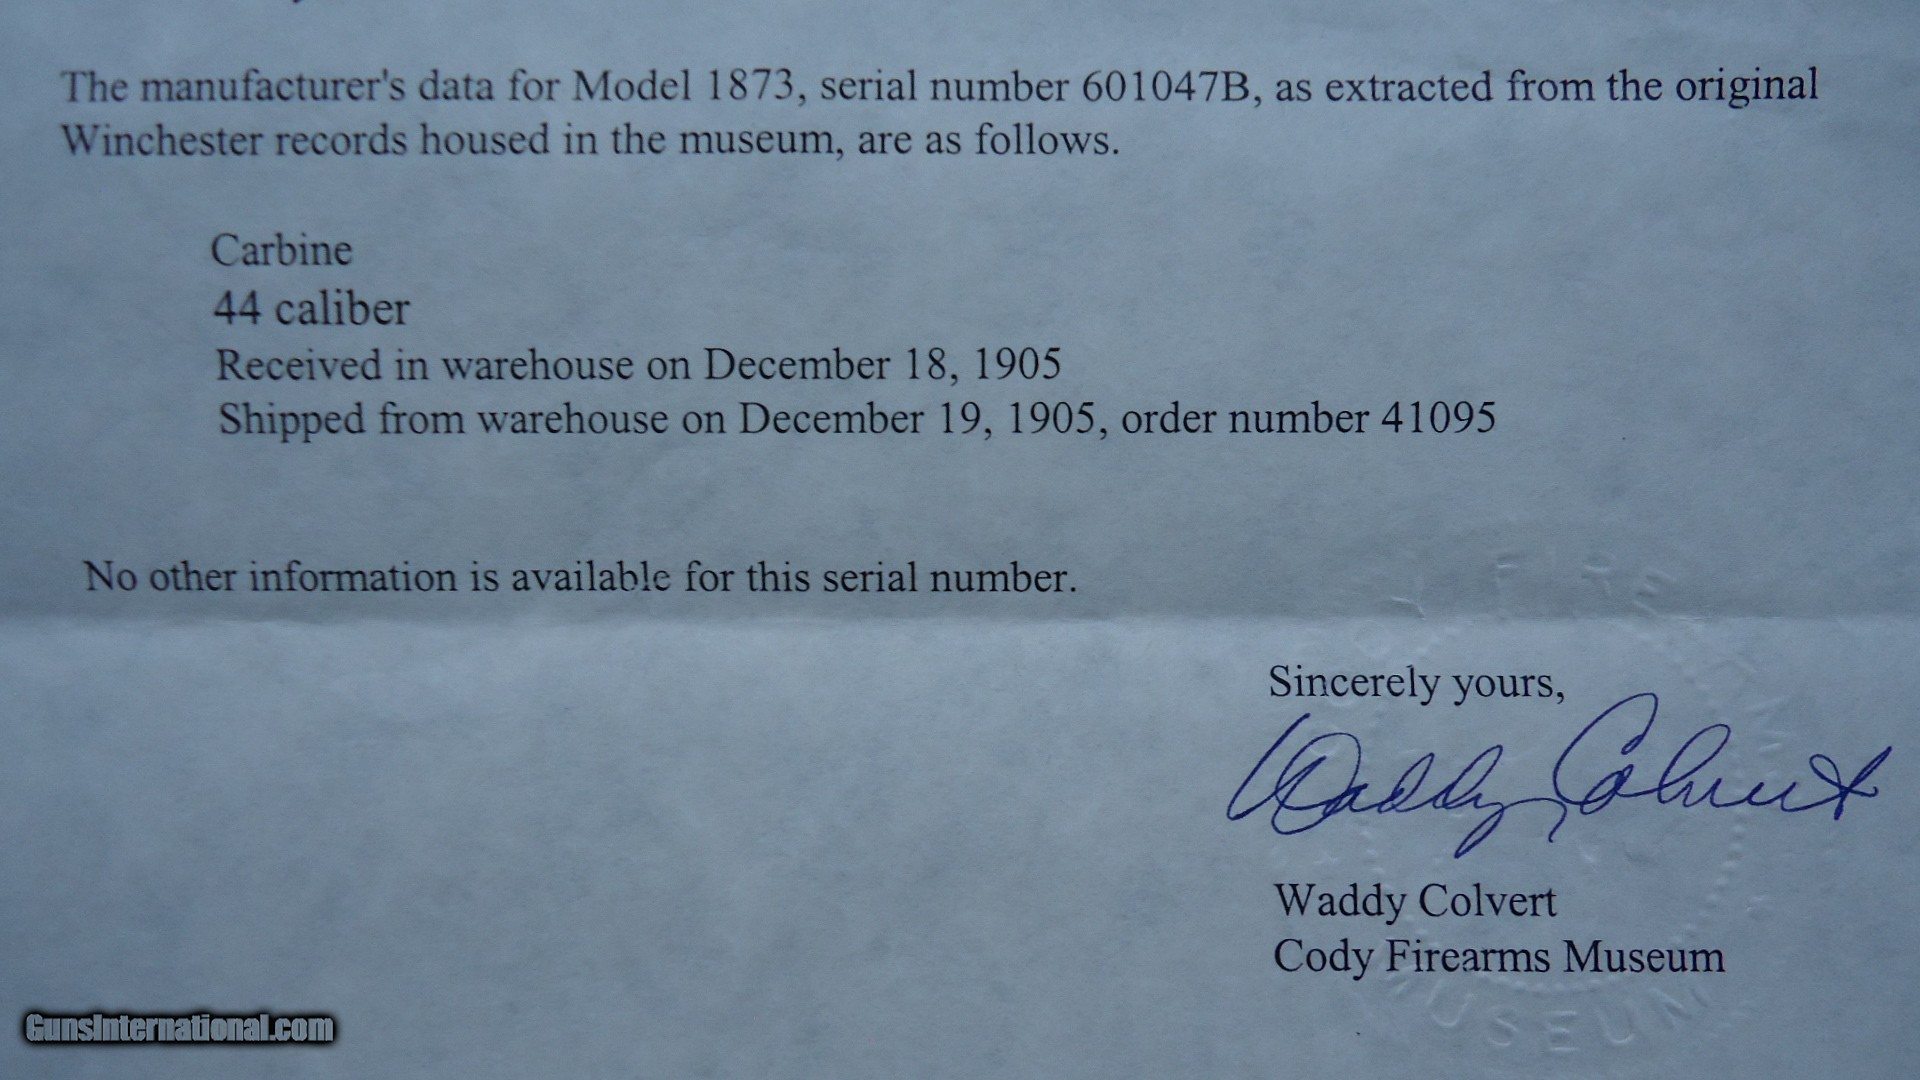 The manufacturer's data for Model 1873, serial number 601047B, as extracted from the original
Winchester records housed in the museum, are as follows.
Carbine
44 caliber
Received in warehouse on December 18, 1905
Shipped from warehouse on December 19, 1905, order number 41095
No other information is available for this serial number.
Sincerely yours,
Waddy Colvert
Waddy Colvert
Cody Firearms Museum
MUSEUM
GunsInternational.com